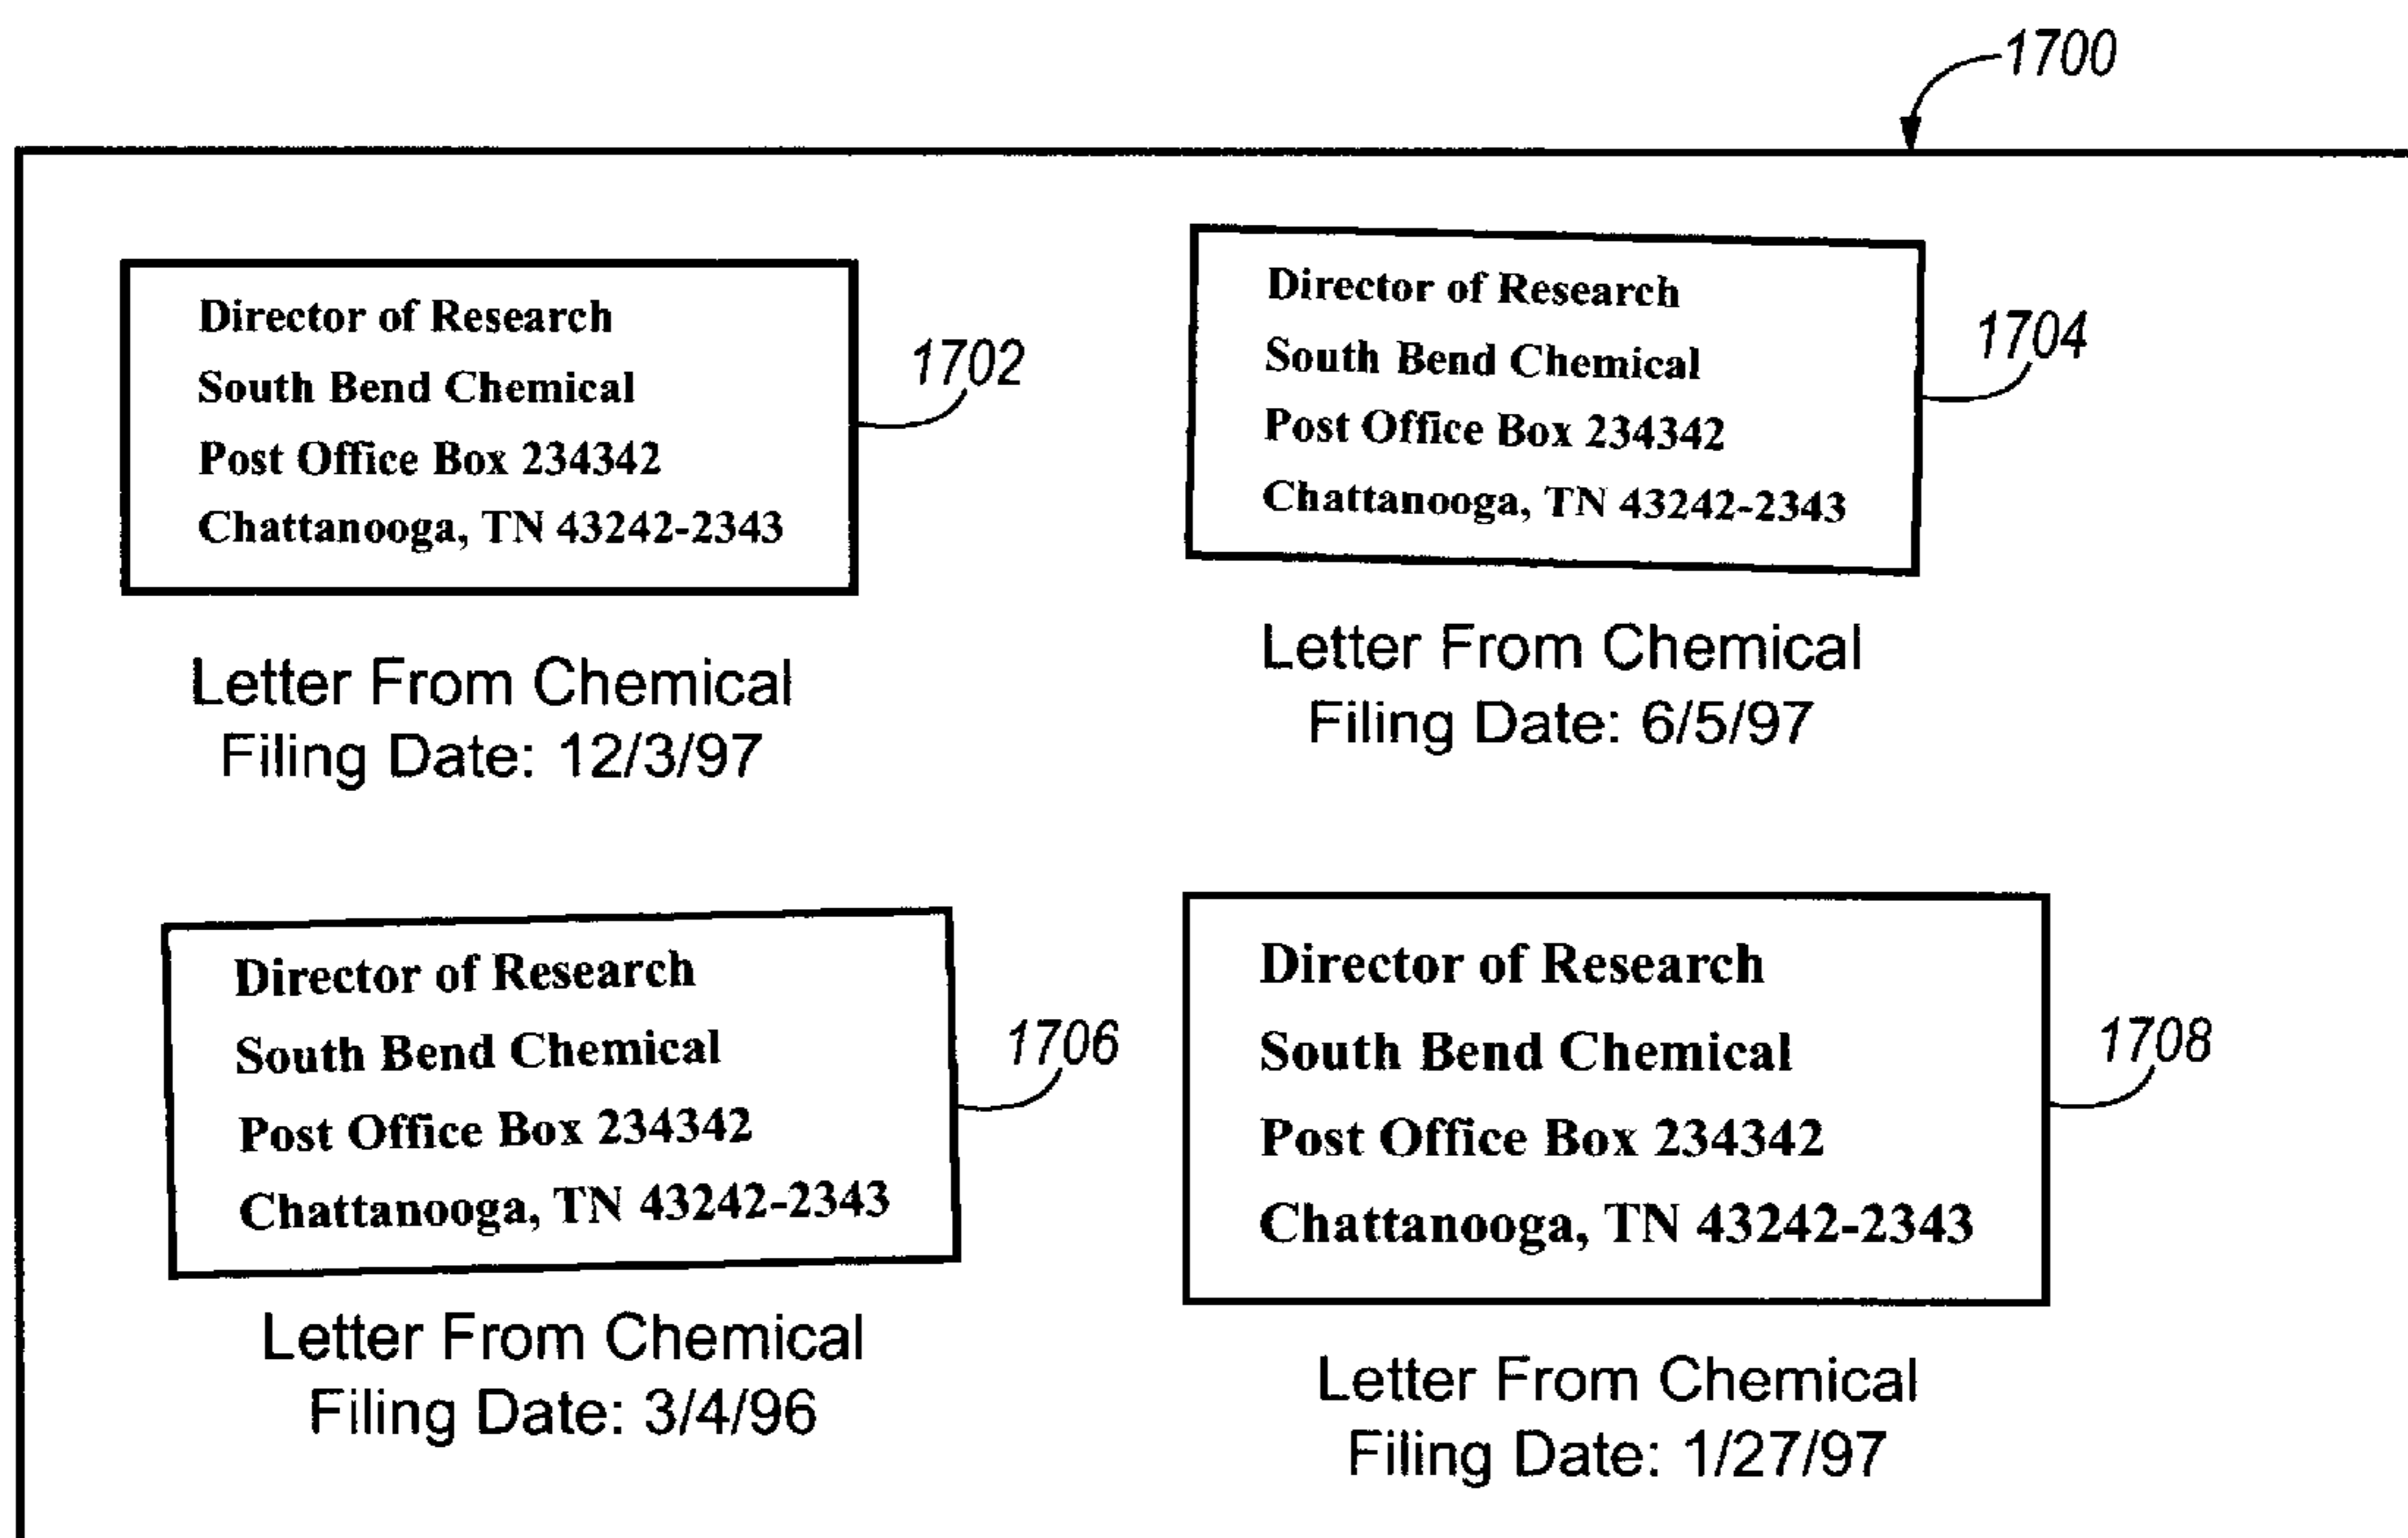 1700
Director of Research
South Bend Chemical
Post Office Box 234342
Chattanooga, TN 43242-2343
1702
Letter From Chemical
Filing Date: 12/3/97
Director of Research
South Bend Chemical
Post Office Box 234342
Chattanooga, TN 43242-2343
1704
Letter From Chemical
Filing Date: 6/5/97
Director of Research
South Bend Chemical
Post Office Box 234342
Chattanooga, TN 43242-2343
1706
Letter From Chemical
Filing Date: 3/4/96
Director of Research
South Bend Chemical
Post Office Box 234342
Chattanooga, TN 43242-2343
1708
Letter From Chemical
Filing Date: 1/27/97